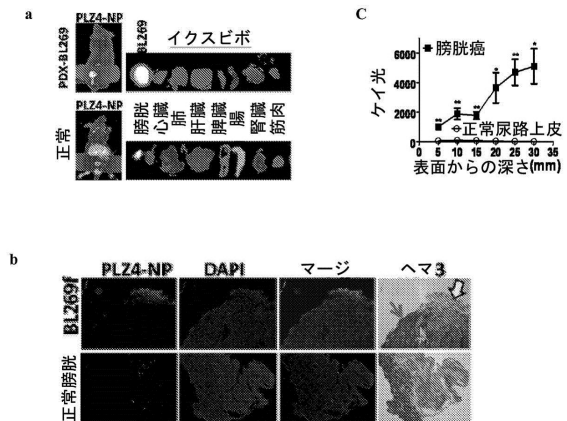 a
PLZ4-NP
PDX-BL269
BL269
イクスビボ
PLZ4-NP
正常
膀胱
心臓
肺
肝臓
脾臓
腸
腎臓
筋肉
C
ケイ光
6000
4000
2000
0
膀胱癌
正常尿路上皮
** ** ** * ** *
0 5 10 15 20 25 30 35
表面からの深さ(mm)
b
PLZ4-NP DAPI マージ ヘマ3
BL269f
正常膀胱